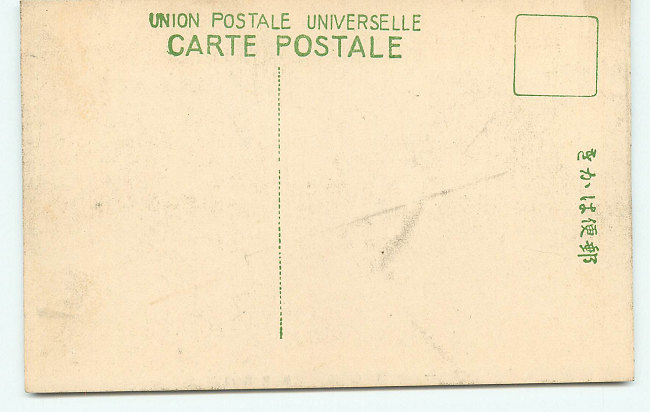 UNION POSTALE UNIVERSELLE
CARTE POSTALE
郵便はかき